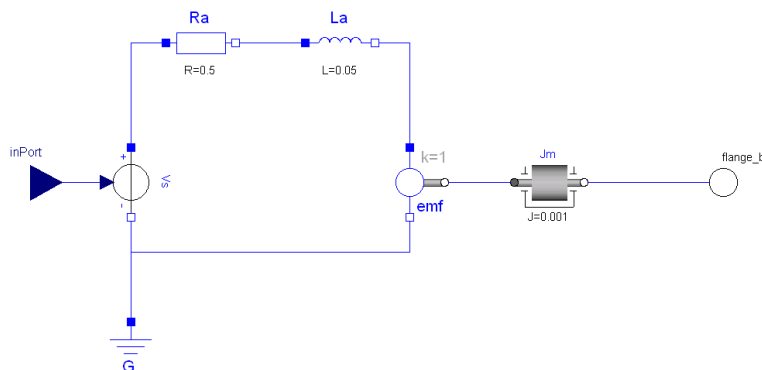 Ra
La
R=0.5
L=0.05
inPort
+
Vs
-
k=1
emf
Jm
J=0.001
flange_b
G